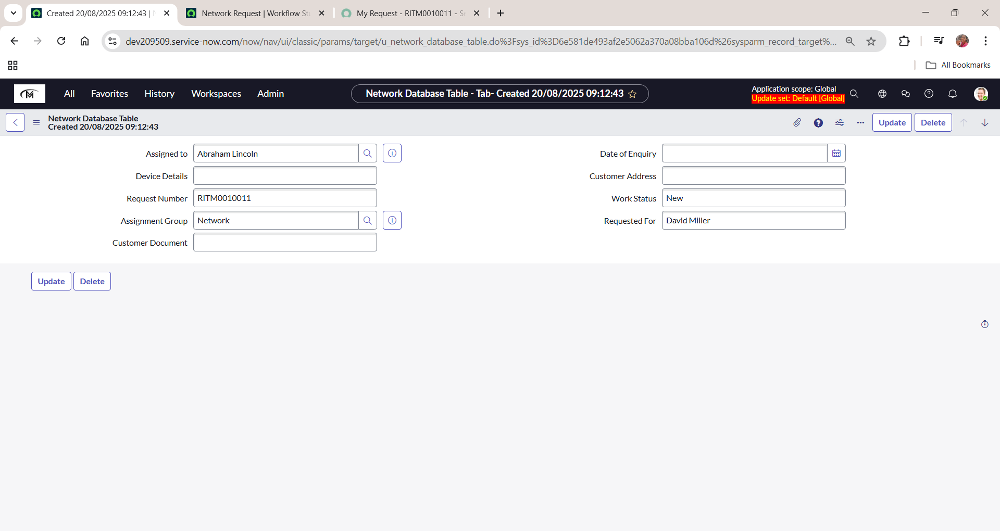 Created 20/08/2025 09:12:43 |
Network Request | Workflow St
My Request - RITM0010011 - S
dev209509.service-now.com/now/nav/ui/classic/params/target/u_network_database_table.do%3Fsys_id%3D6e581de493af2e5062a370a08bba106d%26sysparm_record_target%...
All Bookmarks
M
All
Favorites
History
Workspaces
Admin
Network Database Table - Tab- Created 20/08/2025 09:12:43
Application scope: Global
Update set: Default [Global]
Network Database Table
Created 20/08/2025 09:12:43
Update
Delete
Assigned to
Abraham Lincoln
Date of Enquiry
Device Details
Customer Address
Request Number
RITM0010011
Work Status
New
Assignment Group
Network
Requested For
David Miller
Customer Document
Update
Delete